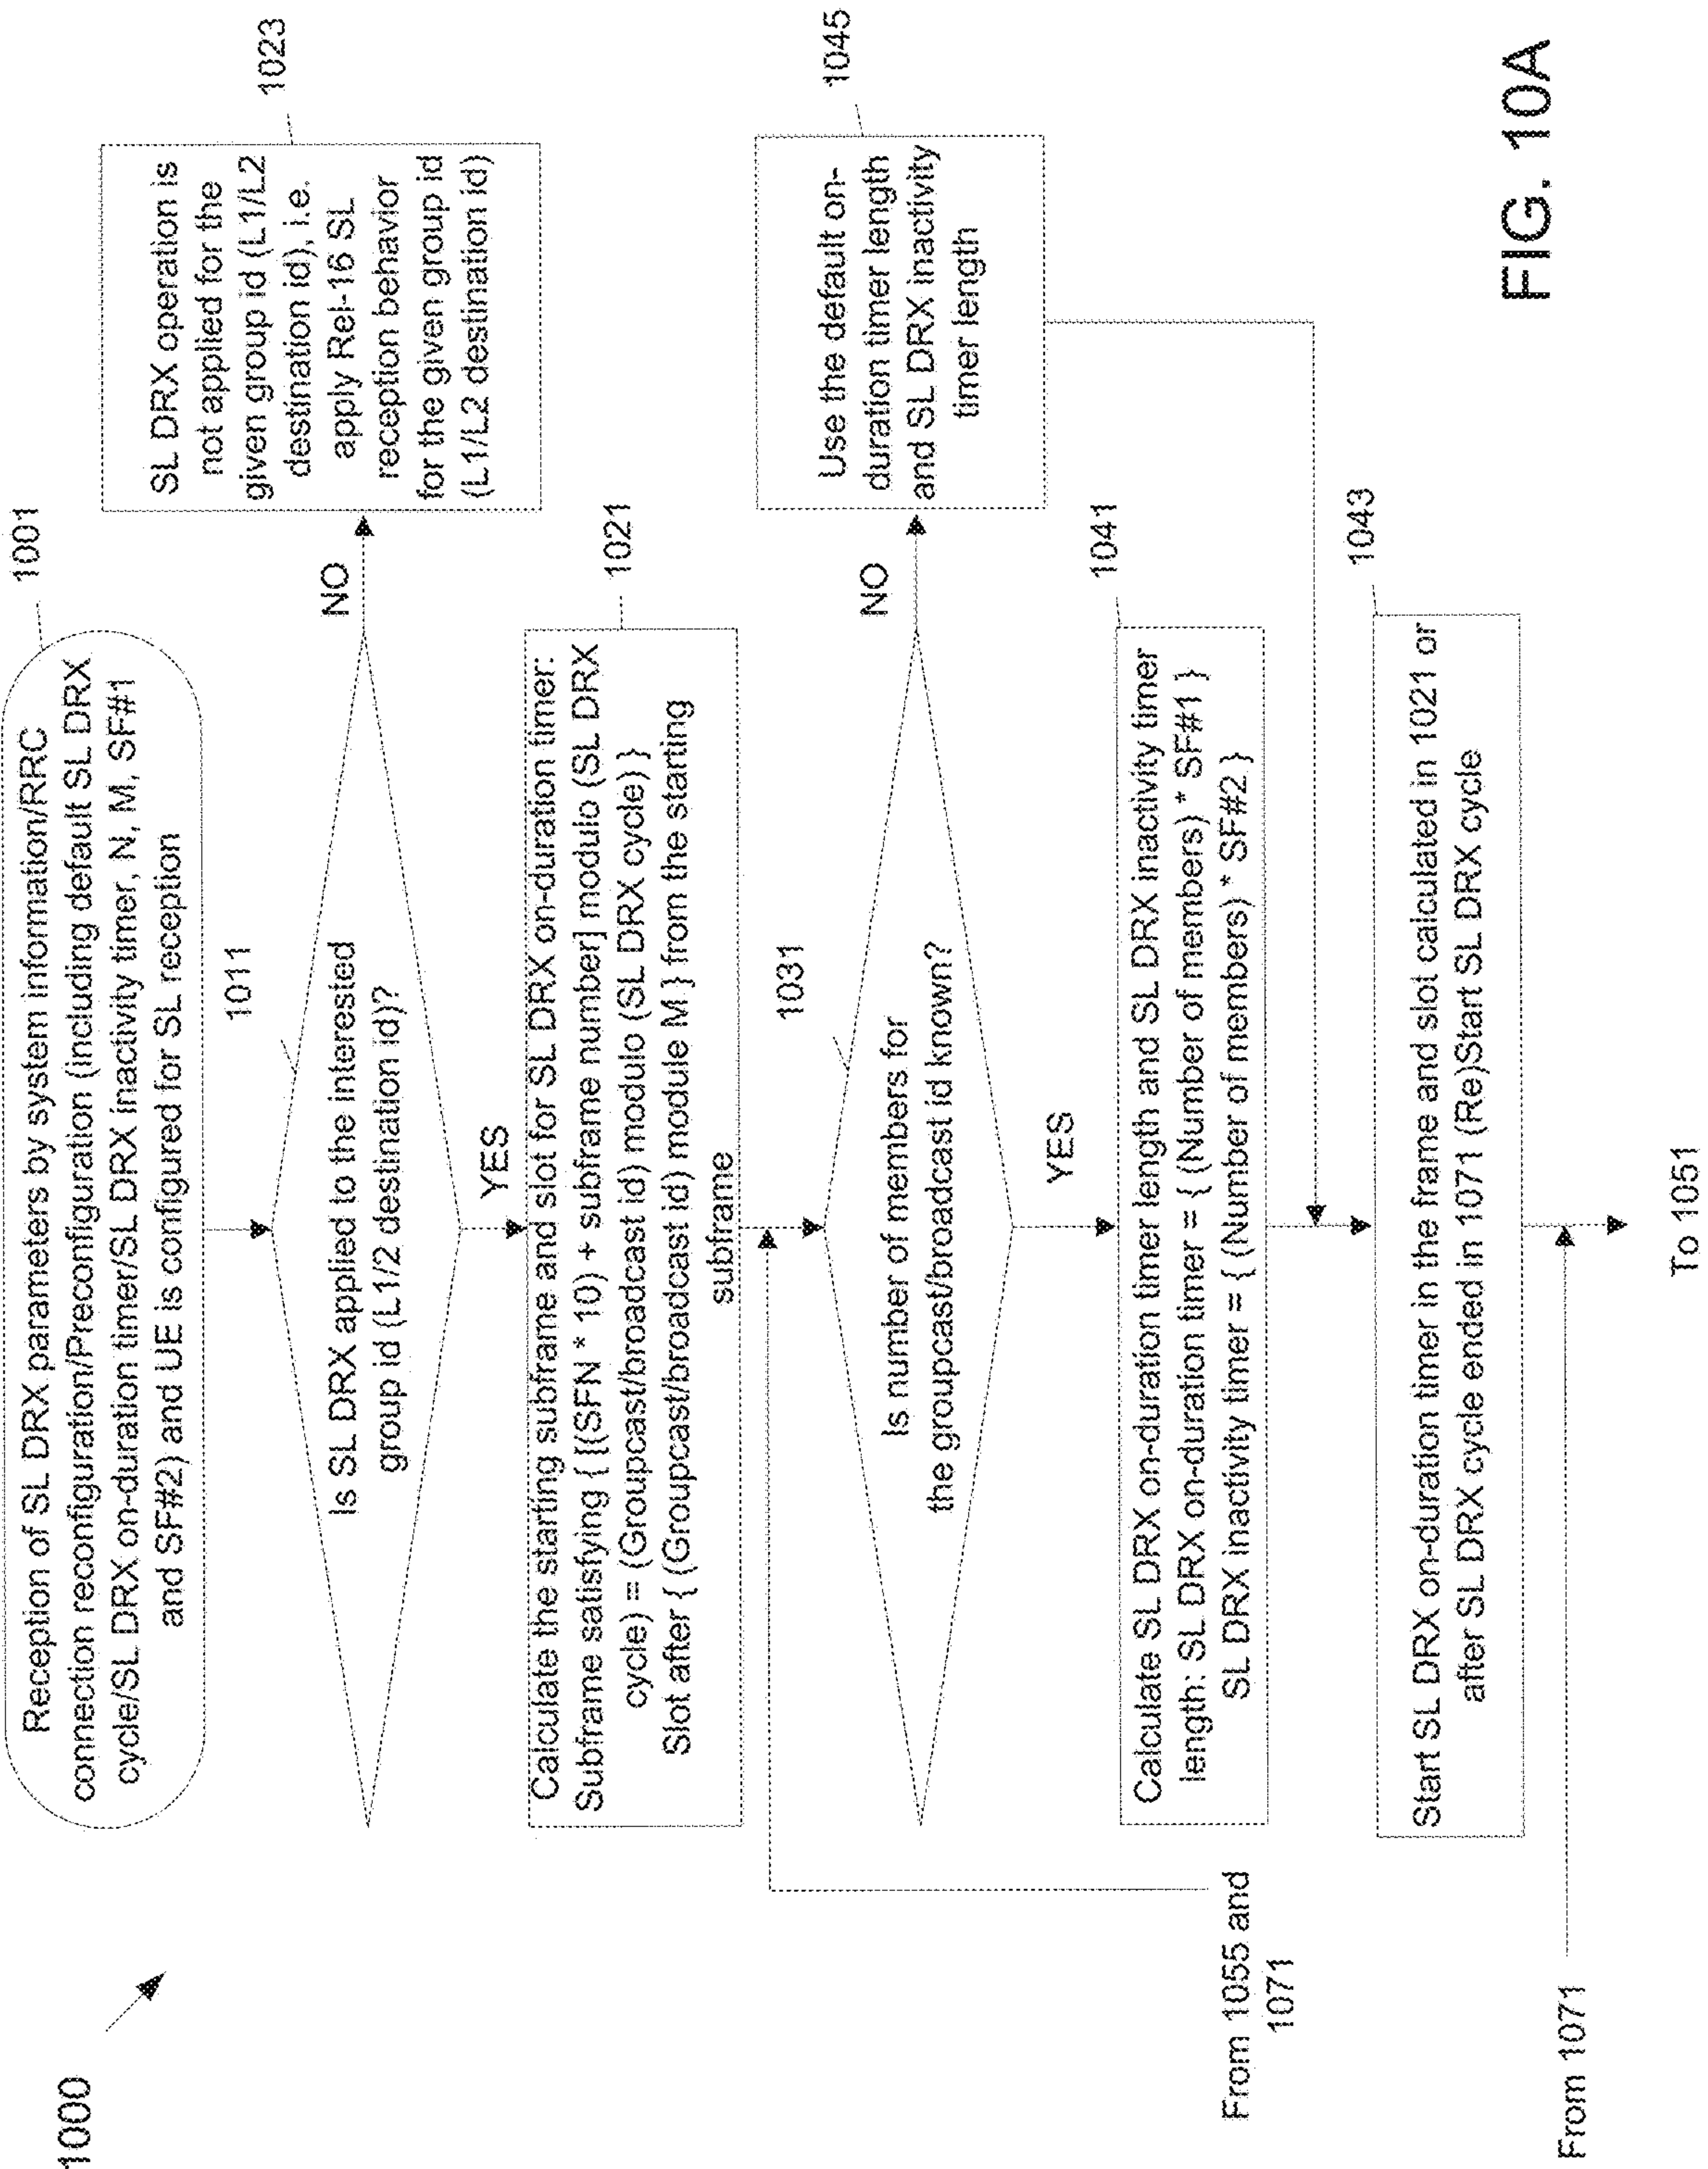 1000
Reception of SL DRX parameters by system information/RRC
connection reconfiguration/Preconfiguration (including default SL DRX
cycle/SL DRX on-duration timer/SL DRX inactivity timer, N, M, SF#1
and SF#2) and UE is configured for SL reception
1001
1011
Is SL DRX applied to the interested
group id (L1/2 destination id)?
NO
SL DRX operation is
not applied for the
given group id (L1/L2
destination id), i.e.
apply Rel-16 SL
reception behavior
for the given group id
(L1/L2 destination id)
1023
YES
1021
Calculate the starting subframe and slot for SL DRX on-duration timer:
Subframe satisfying { [(SFN * 10) + subframe number] modulo (SL DRX
cycle) = (Groupcast/broadcast id) modulo (SL DRX cycle) }
Slot after { (Groupcast/broadcast id) module M } from the starting
subframe
1031
Is number of members for
the groupcast/broadcast id known?
NO
Use the default on-
duration timer length
and SL DRX inactivity
timer length
1045
YES
1041
Calculate SL DRX on-duration timer length and SL DRX inactivity timer
length: SL DRX on-duration timer = { (Number of members) * SF#1 }
SL DRX inactivity timer = { (Number of members) * SF#2 }
From 1055 and
1071
1043
Start SL DRX on-duration timer in the frame and slot calculated in 1021 or
after SL DRX cycle ended in 1071 (Re)Start SL DRX cycle
From 1071
To 1051
FIG. 10A